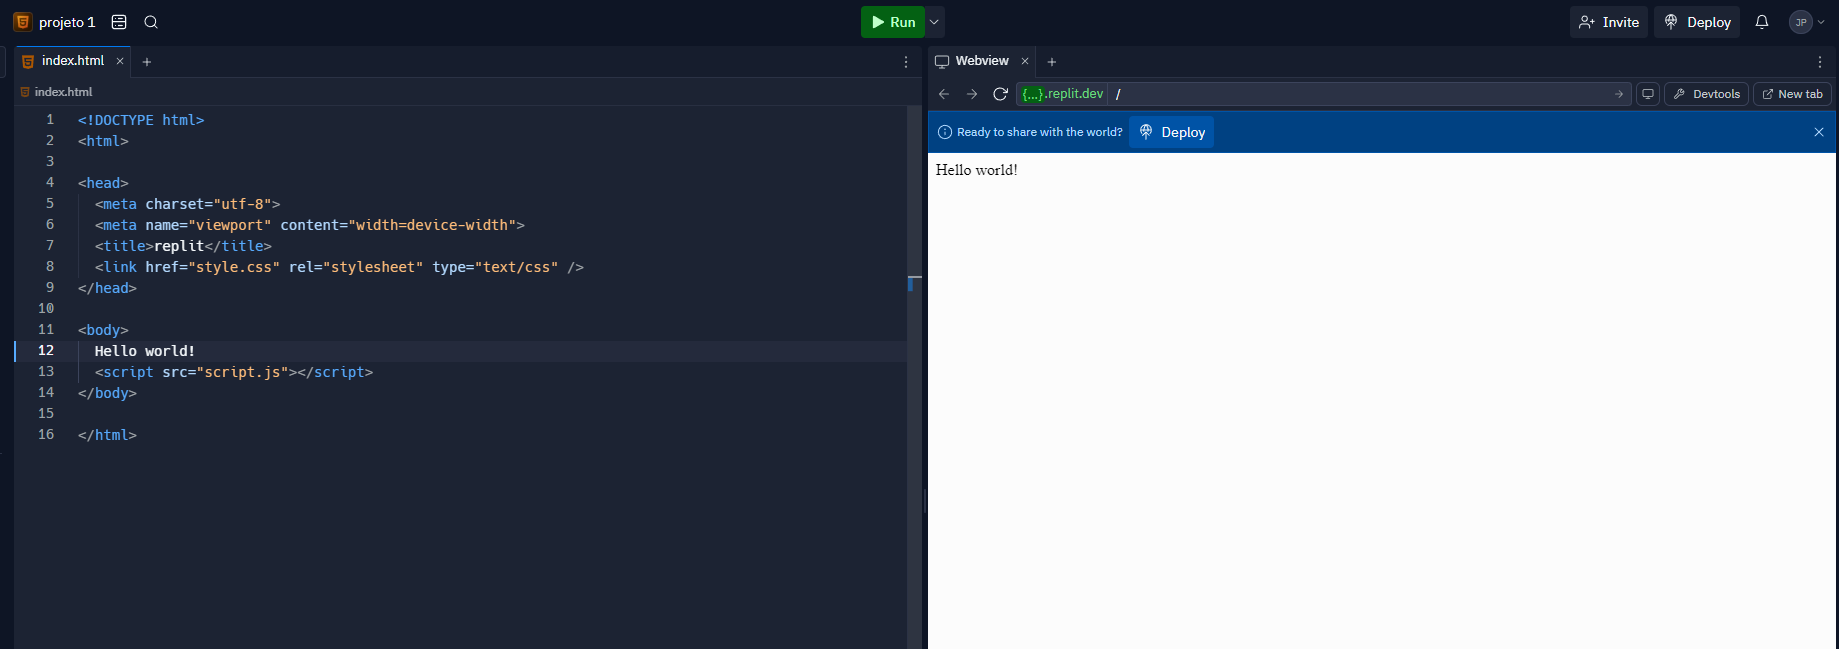 projeto 1
Run
Invite
Deploy
JP
index.html
Webview
index.html
{...}.replit.dev /
Devtools
New tab
Ready to share with the world?
Deploy
1 <!DOCTYPE html>
2 <html>
3
4 <head>
5   <meta charset="utf-8">
6   <meta name="viewport" content="width=device-width">
7   <title>replit</title>
8   <link href="style.css" rel="stylesheet" type="text/css" />
9 </head>
10
11 <body>
12   Hello world!
13   <script src="script.js"></script>
14 </body>
15
16 </html>
Hello world!